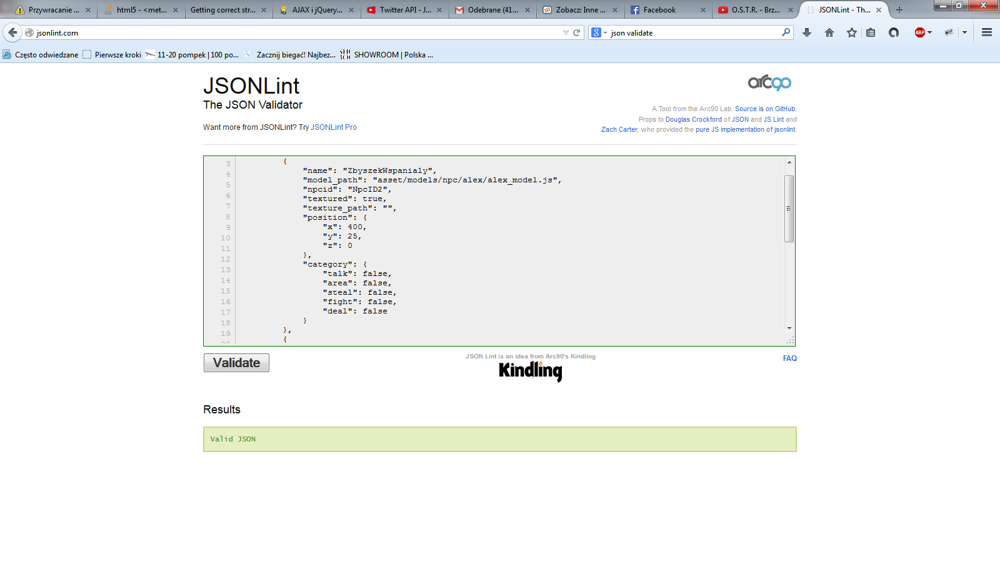 Przywracanie ...
html5 - <met...
Getting correct str...
AJAX i jQuery...
Twitter API - J...
Odebrane (41...
Zobacz: Inne ...
Facebook
O.S.T.R. - Brz...
JSONLint - Th...
jsonlint.com
8
json validate
ABP
Często odwiedzane
Pierwsze kroki
11-20 pompek | 100 po...
Zacznij biegać! Najbez...
SHOWROOM | Polska ...
JSONLint
The JSON Validator
Want more from JSONLint? Try JSONLint Pro
arc90
A Tool from the Arc90 Lab. Source is on GitHub.
Props to Douglas Crockford of JSON and JS Lint and
Zach Carter, who provided the pure JS implementation of jsonlint.
3 {
4 "name": "ZbyszekWspanialy",
5 "model_path": "asset/models/npc/alex/alex_model.js",
6 "npcid": "NpcID2",
7 "textured": true,
8 "texture_path": "",
9 "position": {
10 "x": 400,
11 "y": 25,
12 "z": 0
13 },
14 "category": {
15 "talk": false,
16 "area": false,
17 "steal": false,
18 "fight": false,
19 "deal": false
}
},
{
Validate
JSON Lint is an idea from Arc90's Kindling
Kindling
FAQ
Results
Valid JSON